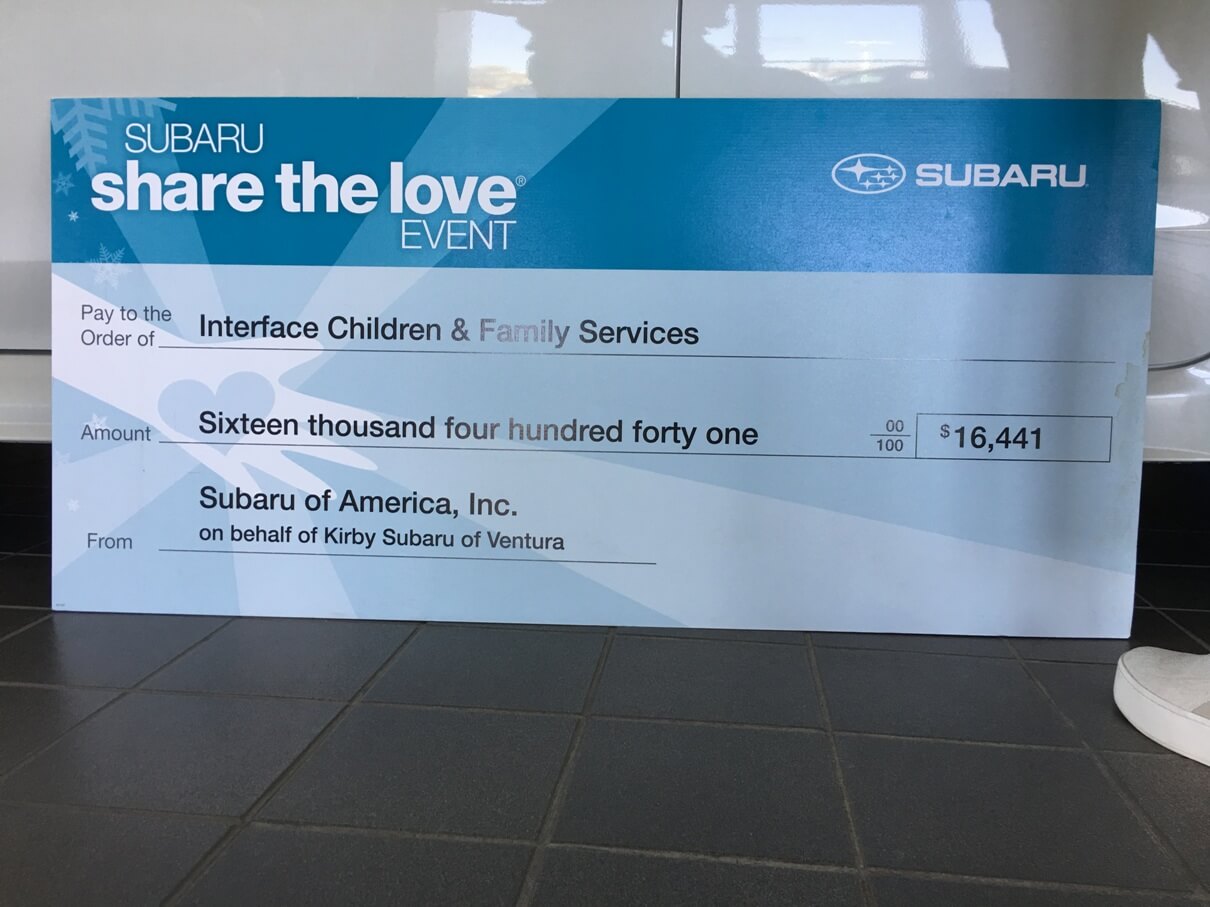 SUBARU
share the love®
EVENT
SUBARU
Pay to the
Order of
Interface Children & Family Services
Amount
Sixteen thousand four hundred forty one
00
100
$16,441
Subaru of America, Inc.
From
on behalf of Kirby Subaru of Ventura